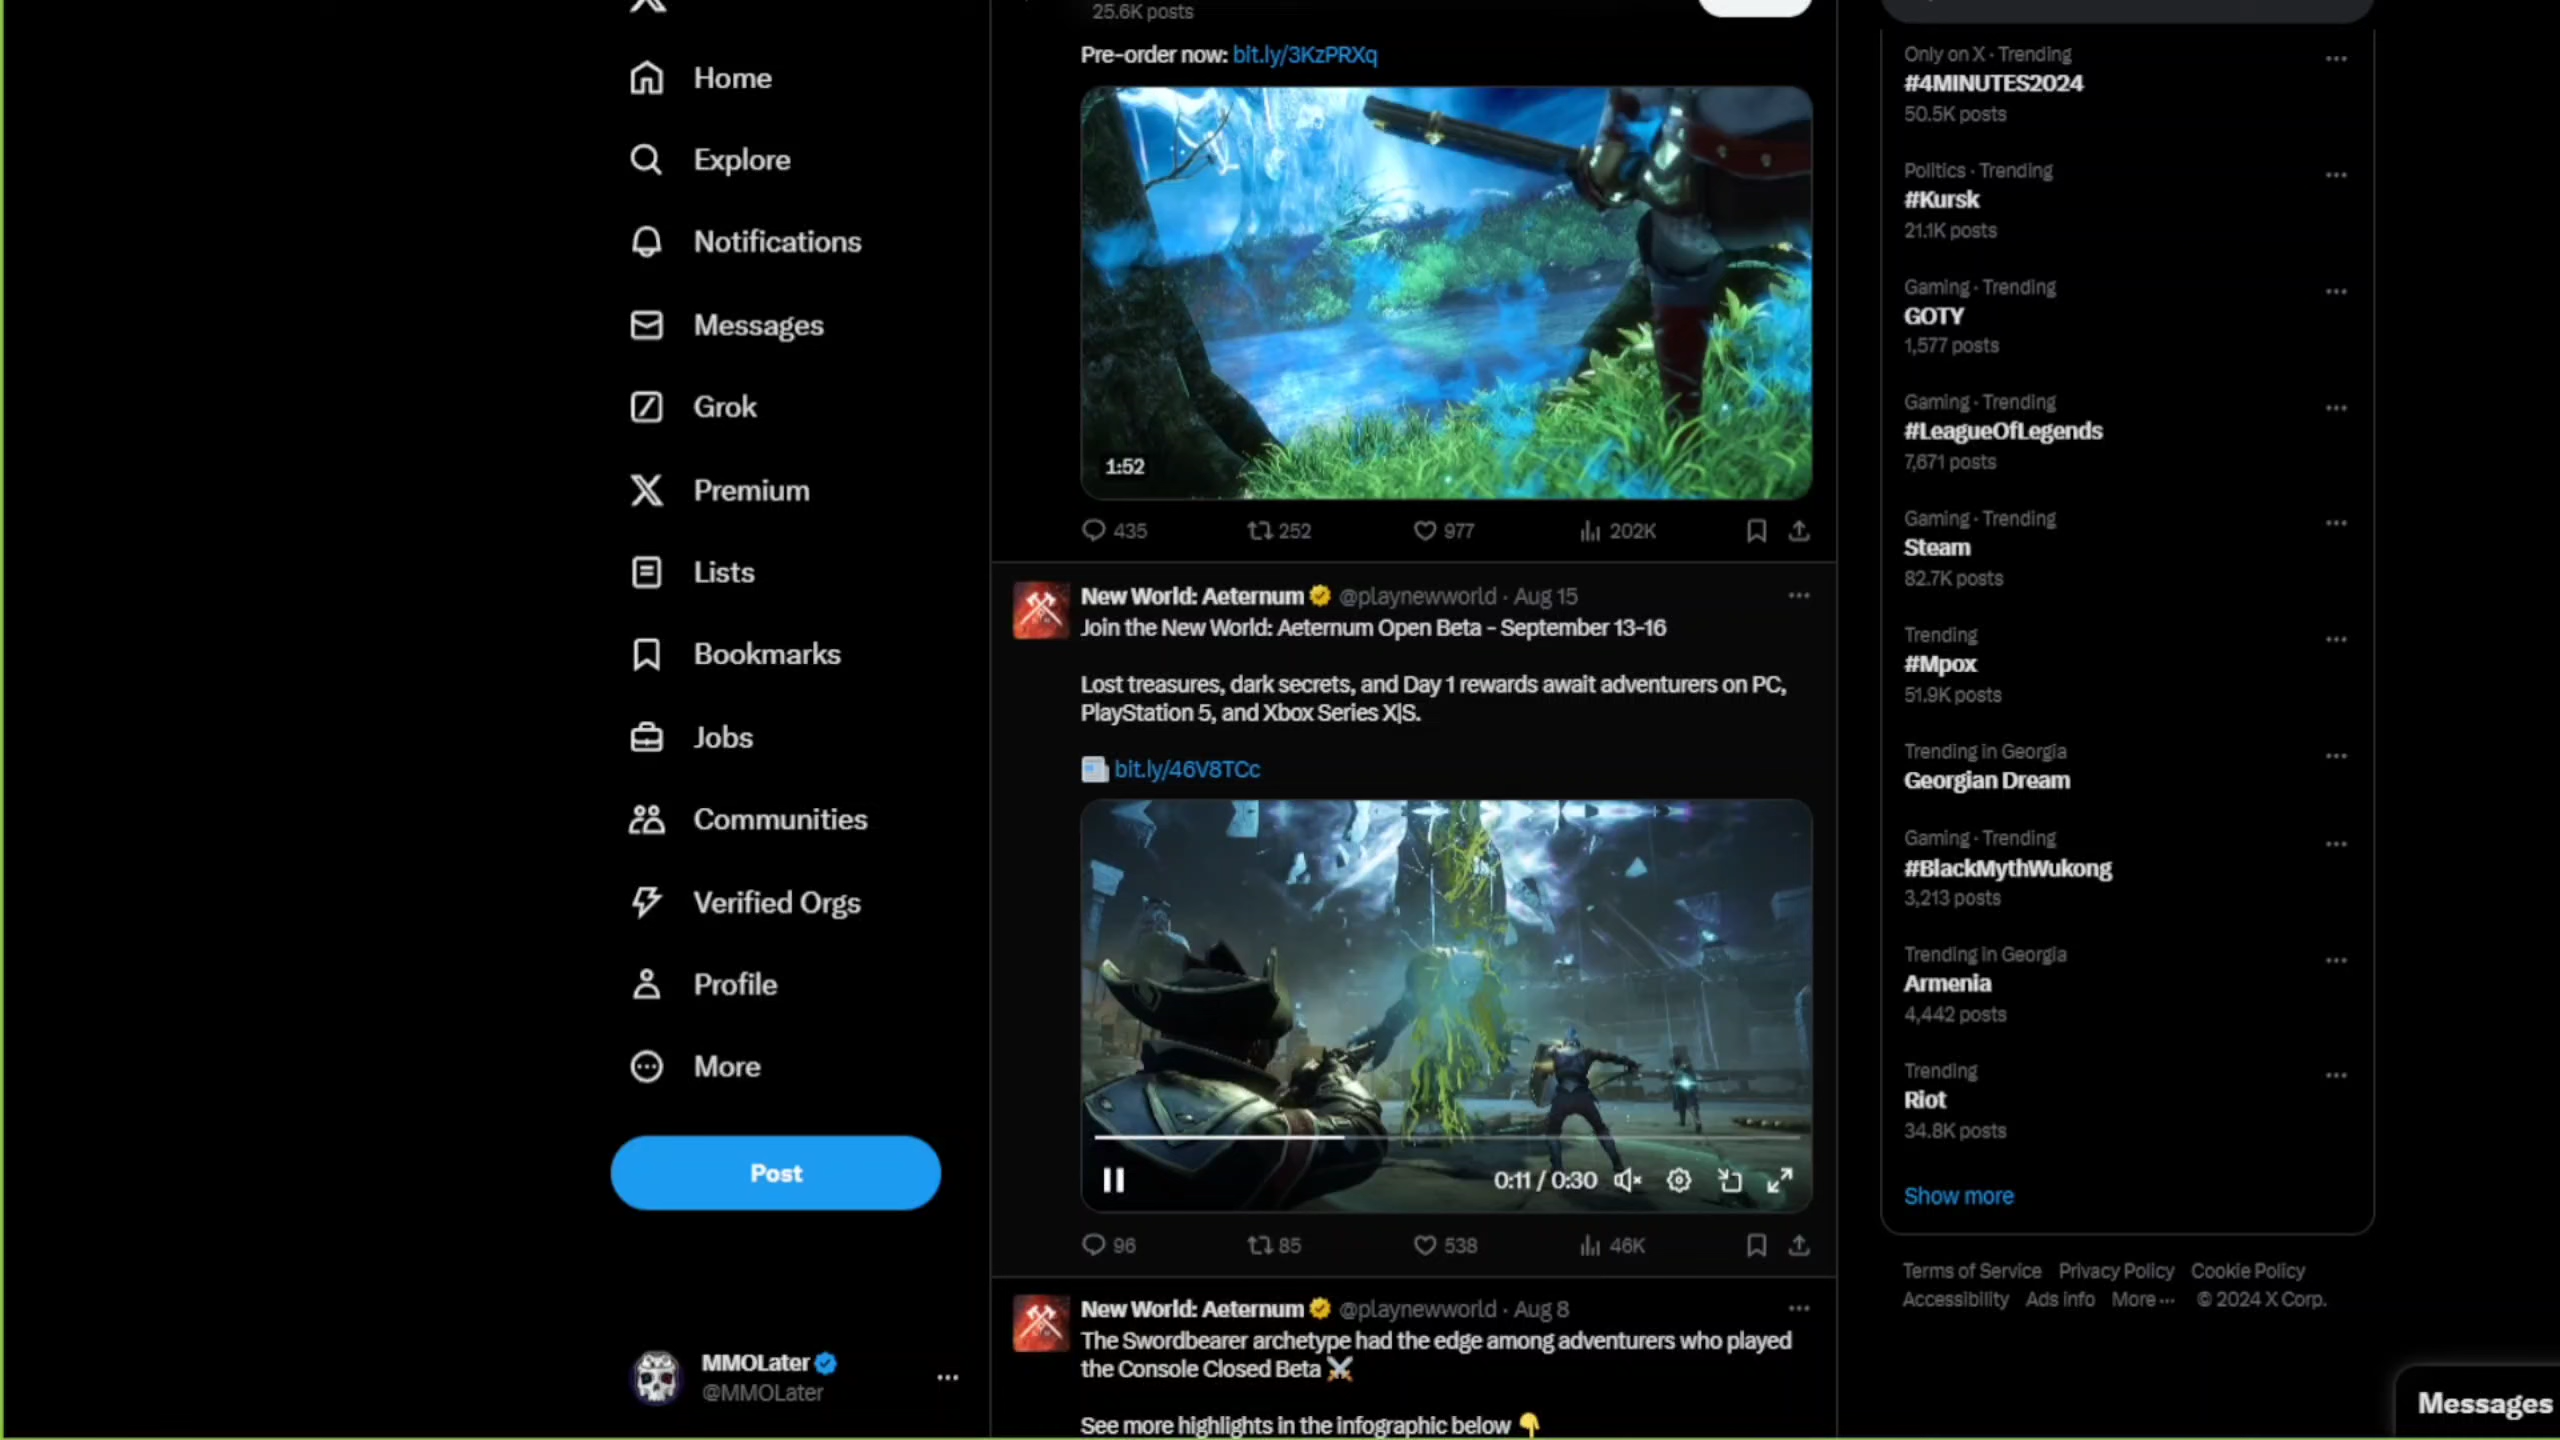 Home
Explore
Notifications
Messages
Grok
Premium
Lists
Bookmarks
Jobs
Communities
Verified Orgs
Profile
More
Post
MMOLater
@MMOLater
25.6K posts
Pre-order now: bit.ly/3KzPRXq
1:52
435 252 977 202K
New World: Aeternum @playnewworld · Aug 15
Join the New World: Aeternum Open Beta - September 13-16
Lost treasures, dark secrets, and Day 1 rewards await adventurers on PC,
PlayStation 5, and Xbox Series X|S.
bit.ly/46V8TCc
0:11 / 0:30
96 85 538 46K
New World: Aeternum @playnewworld · Aug 8
The Swordbearer archetype had the edge among adventurers who played
the Console Closed Beta ⚔️
See more highlights in the infographic below 👇
Only on X · Trending
#4MINUTES2024
50.5K posts
Politics · Trending
#Kursk
21.1K posts
Gaming · Trending
GOTY
1,577 posts
Gaming · Trending
#LeagueOfLegends
7,671 posts
Gaming · Trending
Steam
82.7K posts
Trending
#Mpox
51.9K posts
Trending in Georgia
Georgian Dream
Gaming · Trending
#BlackMythWukong
3,213 posts
Trending in Georgia
Armenia
4,442 posts
Trending
Riot
34.8K posts
Show more
Terms of Service Privacy Policy Cookie Policy
Accessibility Ads info More ··· © 2024 X Corp.
Messages